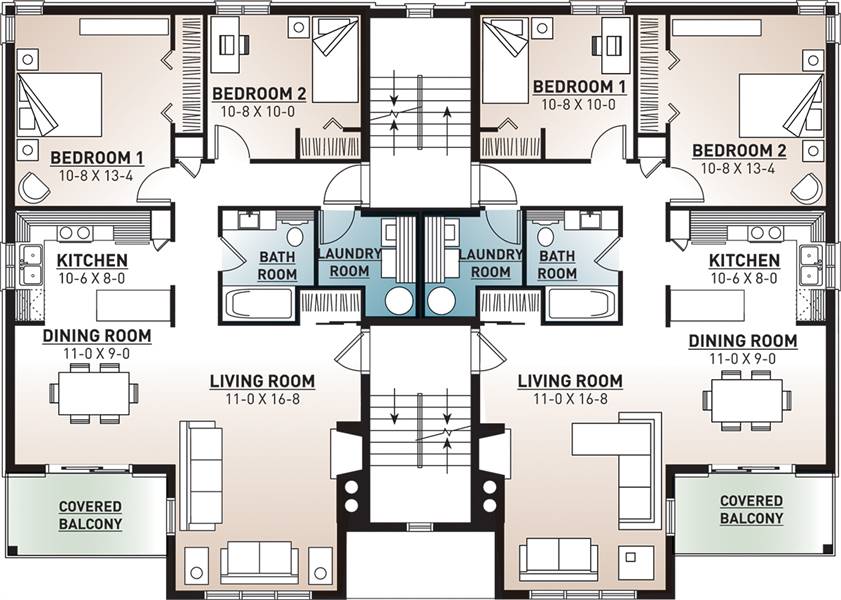 BEDROOM 1
10-8 X 13-4
BEDROOM 2
10-8 X 10-0
BEDROOM 1
10-8 X 10-0
BEDROOM 2
10-8 X 13-4
KITCHEN
10-6 X 8-0
BATH
ROOM
LAUNDRY
ROOM
LAUNDRY
ROOM
BATH
ROOM
KITCHEN
10-6 X 8-0
DINING ROOM
11-0 X 9-0
LIVING ROOM
11-0 X 16-8
LIVING ROOM
11-0 X 16-8
DINING ROOM
11-0 X 9-0
COVERED
BALCONY
COVERED
BALCONY